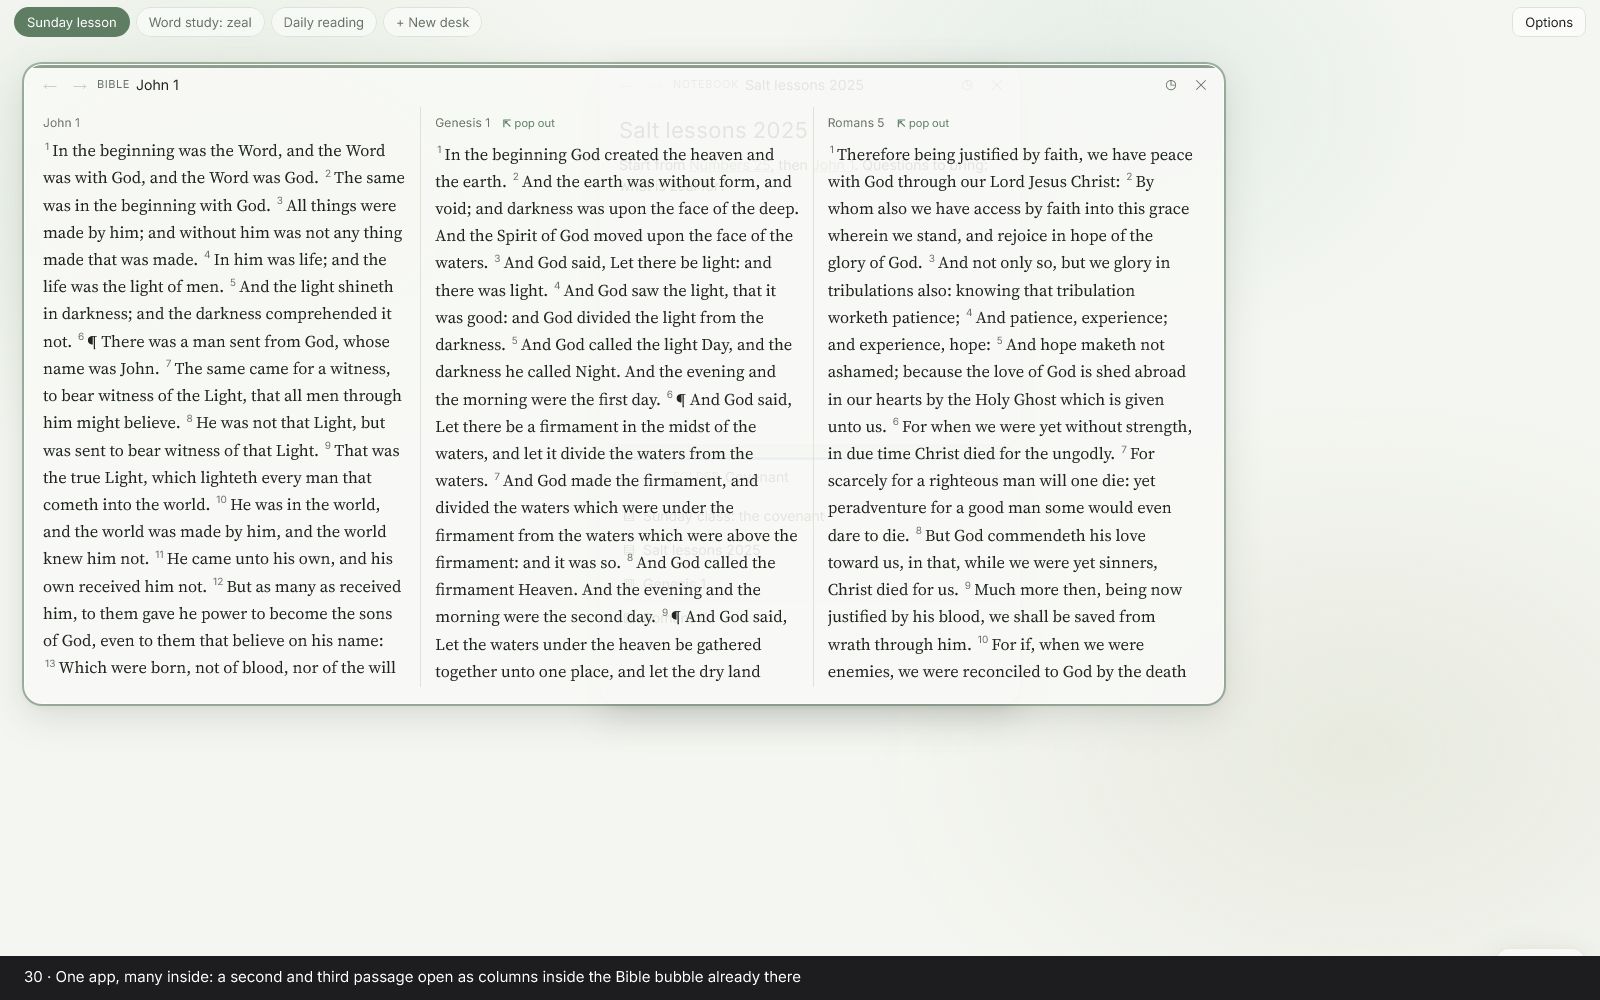 Sunday lesson
Word study: zeal
Daily reading
+ New desk
Options
← → BIBLE John 1
NOTEBOOK Salt lessons 2025
John 1
1 In the beginning was the Word, and the Word
was with God, and the Word was God. 2 The same
was in the beginning with God. 3 All things were
made by him; and without him was not any thing
made that was made. 4 In him was life; and the
life was the light of men. 5 And the light shineth
in darkness; and the darkness comprehended it
not. 6 ¶ There was a man sent from God, whose
name was John. 7 The same came for a witness,
to bear witness of the Light, that all men through
him might believe. 8 He was not that Light, but
was sent to bear witness of that Light. 9 That was
the true Light, which lighteth every man that
cometh into the world. 10 He was in the world,
and the world was made by him, and the world
knew him not. 11 He came unto his own, and his
own received him not. 12 But as many as received
him, to them gave he power to become the sons
of God, even to them that believe on his name:
13 Which were born, not of blood, nor of the will
Genesis 1 ⇱ pop out
1 In the beginning God created the heaven and
the earth. 2 And the earth was without form, and
void; and darkness was upon the face of the deep.
And the Spirit of God moved upon the face of the
waters. 3 And God said, Let there be light: and
there was light. 4 And God saw the light, that it
was good: and God divided the light from the
darkness. 5 And God called the light Day, and the
darkness he called Night. And the evening and
the morning were the first day. 6 ¶ And God said,
Let there be a firmament in the midst of the
waters, and let it divide the waters from the
waters. 7 And God made the firmament, and
divided the waters which were under the
firmament from the waters which were above the
firmament: and it was so. 8 And God called the
firmament Heaven. And the evening and the
morning were the second day. 9 ¶ And God said,
Let the waters under the heaven be gathered
together unto one place, and let the dry land
Romans 5 ⇱ pop out
1 Therefore being justified by faith, we have peace
with God through our Lord Jesus Christ: 2 By
whom also we have access by faith into this grace
wherein we stand, and rejoice in hope of the
glory of God. 3 And not only so, but we glory in
tribulations also: knowing that tribulation
worketh patience; 4 And patience, experience;
and experience, hope: 5 And hope maketh not
ashamed; because the love of God is shed abroad
in our hearts by the Holy Ghost which is given
unto us. 6 For when we were yet without strength,
in due time Christ died for the ungodly. 7 For
scarcely for a righteous man will one die: yet
peradventure for a good man some would even
dare to die. 8 But God commendeth his love
toward us, in that, while we were yet sinners,
Christ died for us. 9 Much more then, being now
justified by his blood, we shall be saved from
wrath through him. 10 For if, when we were
enemies, we were reconciled to God by the death
Salt lessons 2025
Start from Numbers 25, then John 1. Questions to bring:
Sunday class: the covenant
Salt lessons 2025
Genesis 1
30 · One app, many inside: a second and third passage open as columns inside the Bible bubble already there